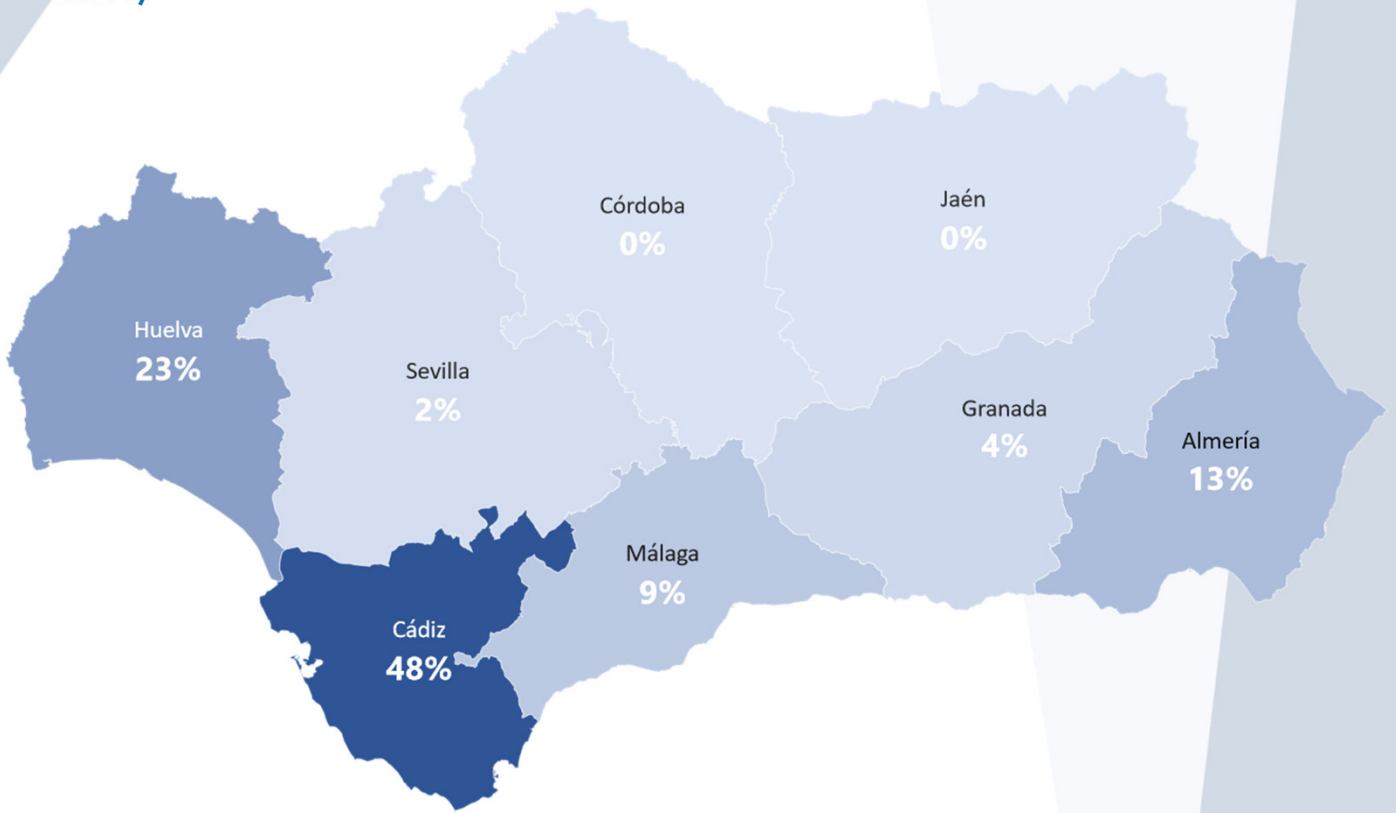 Córdoba
0%
Jaén
0%
Huelva
23%
Sevilla
2%
Granada
4%
Almería
13%
Málaga
9%
Cádiz
48%